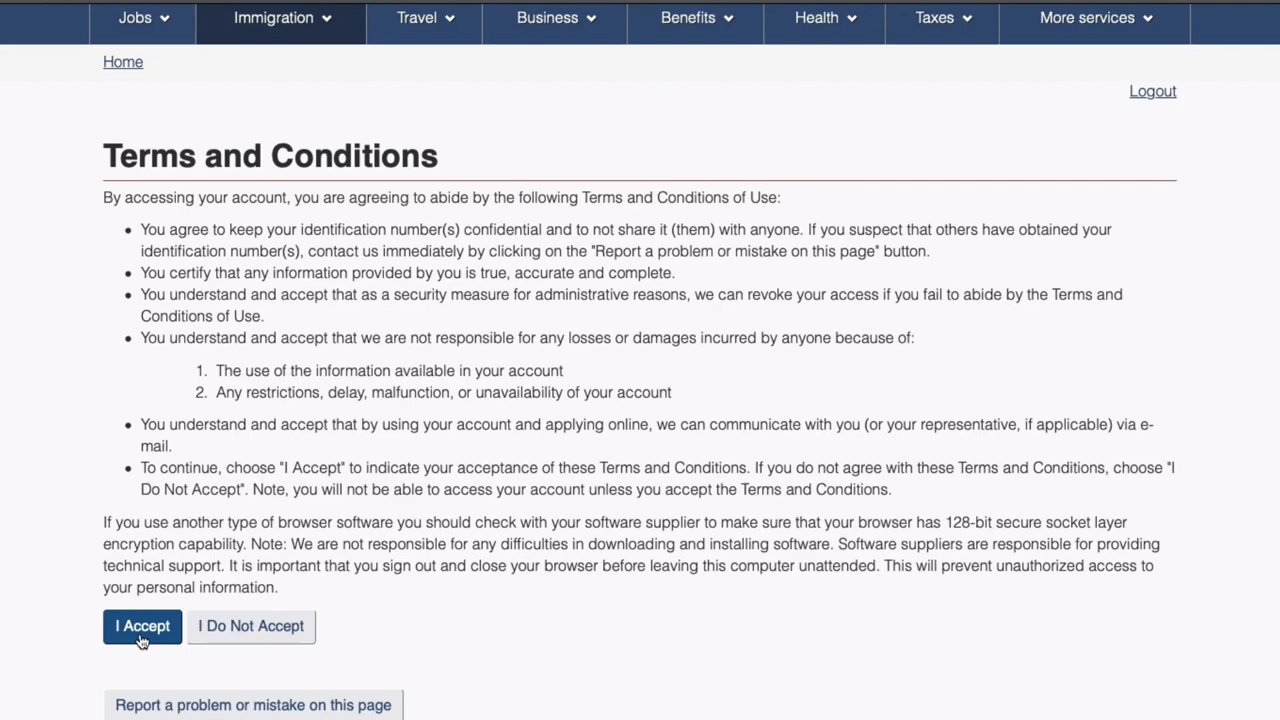 Jobs Immigration Travel Business Benefits Health Taxes More services
Home
Logout
Terms and Conditions
By accessing your account, you are agreeing to abide by the following Terms and Conditions of Use:
• You agree to keep your identification number(s) confidential and to not share it (them) with anyone. If you suspect that others have obtained your
identification number(s), contact us immediately by clicking on the "Report a problem or mistake on this page" button.
• You certify that any information provided by you is true, accurate and complete.
• You understand and accept that as a security measure for administrative reasons, we can revoke your access if you fail to abide by the Terms and
Conditions of Use.
• You understand and accept that we are not responsible for any losses or damages incurred by anyone because of:
1. The use of the information available in your account
2. Any restrictions, delay, malfunction, or unavailability of your account
• You understand and accept that by using your account and applying online, we can communicate with you (or your representative, if applicable) via e-
mail.
• To continue, choose "I Accept" to indicate your acceptance of these Terms and Conditions. If you do not agree with these Terms and Conditions, choose "I
Do Not Accept". Note, you will not be able to access your account unless you accept the Terms and Conditions.
If you use another type of browser software you should check with your software supplier to make sure that your browser has 128-bit secure socket layer
encryption capability. Note: We are not responsible for any difficulties in downloading and installing software. Software suppliers are responsible for providing
technical support. It is important that you sign out and close your browser before leaving this computer unattended. This will prevent unauthorized access to
your personal information.
I Accept I Do Not Accept
Report a problem or mistake on this page